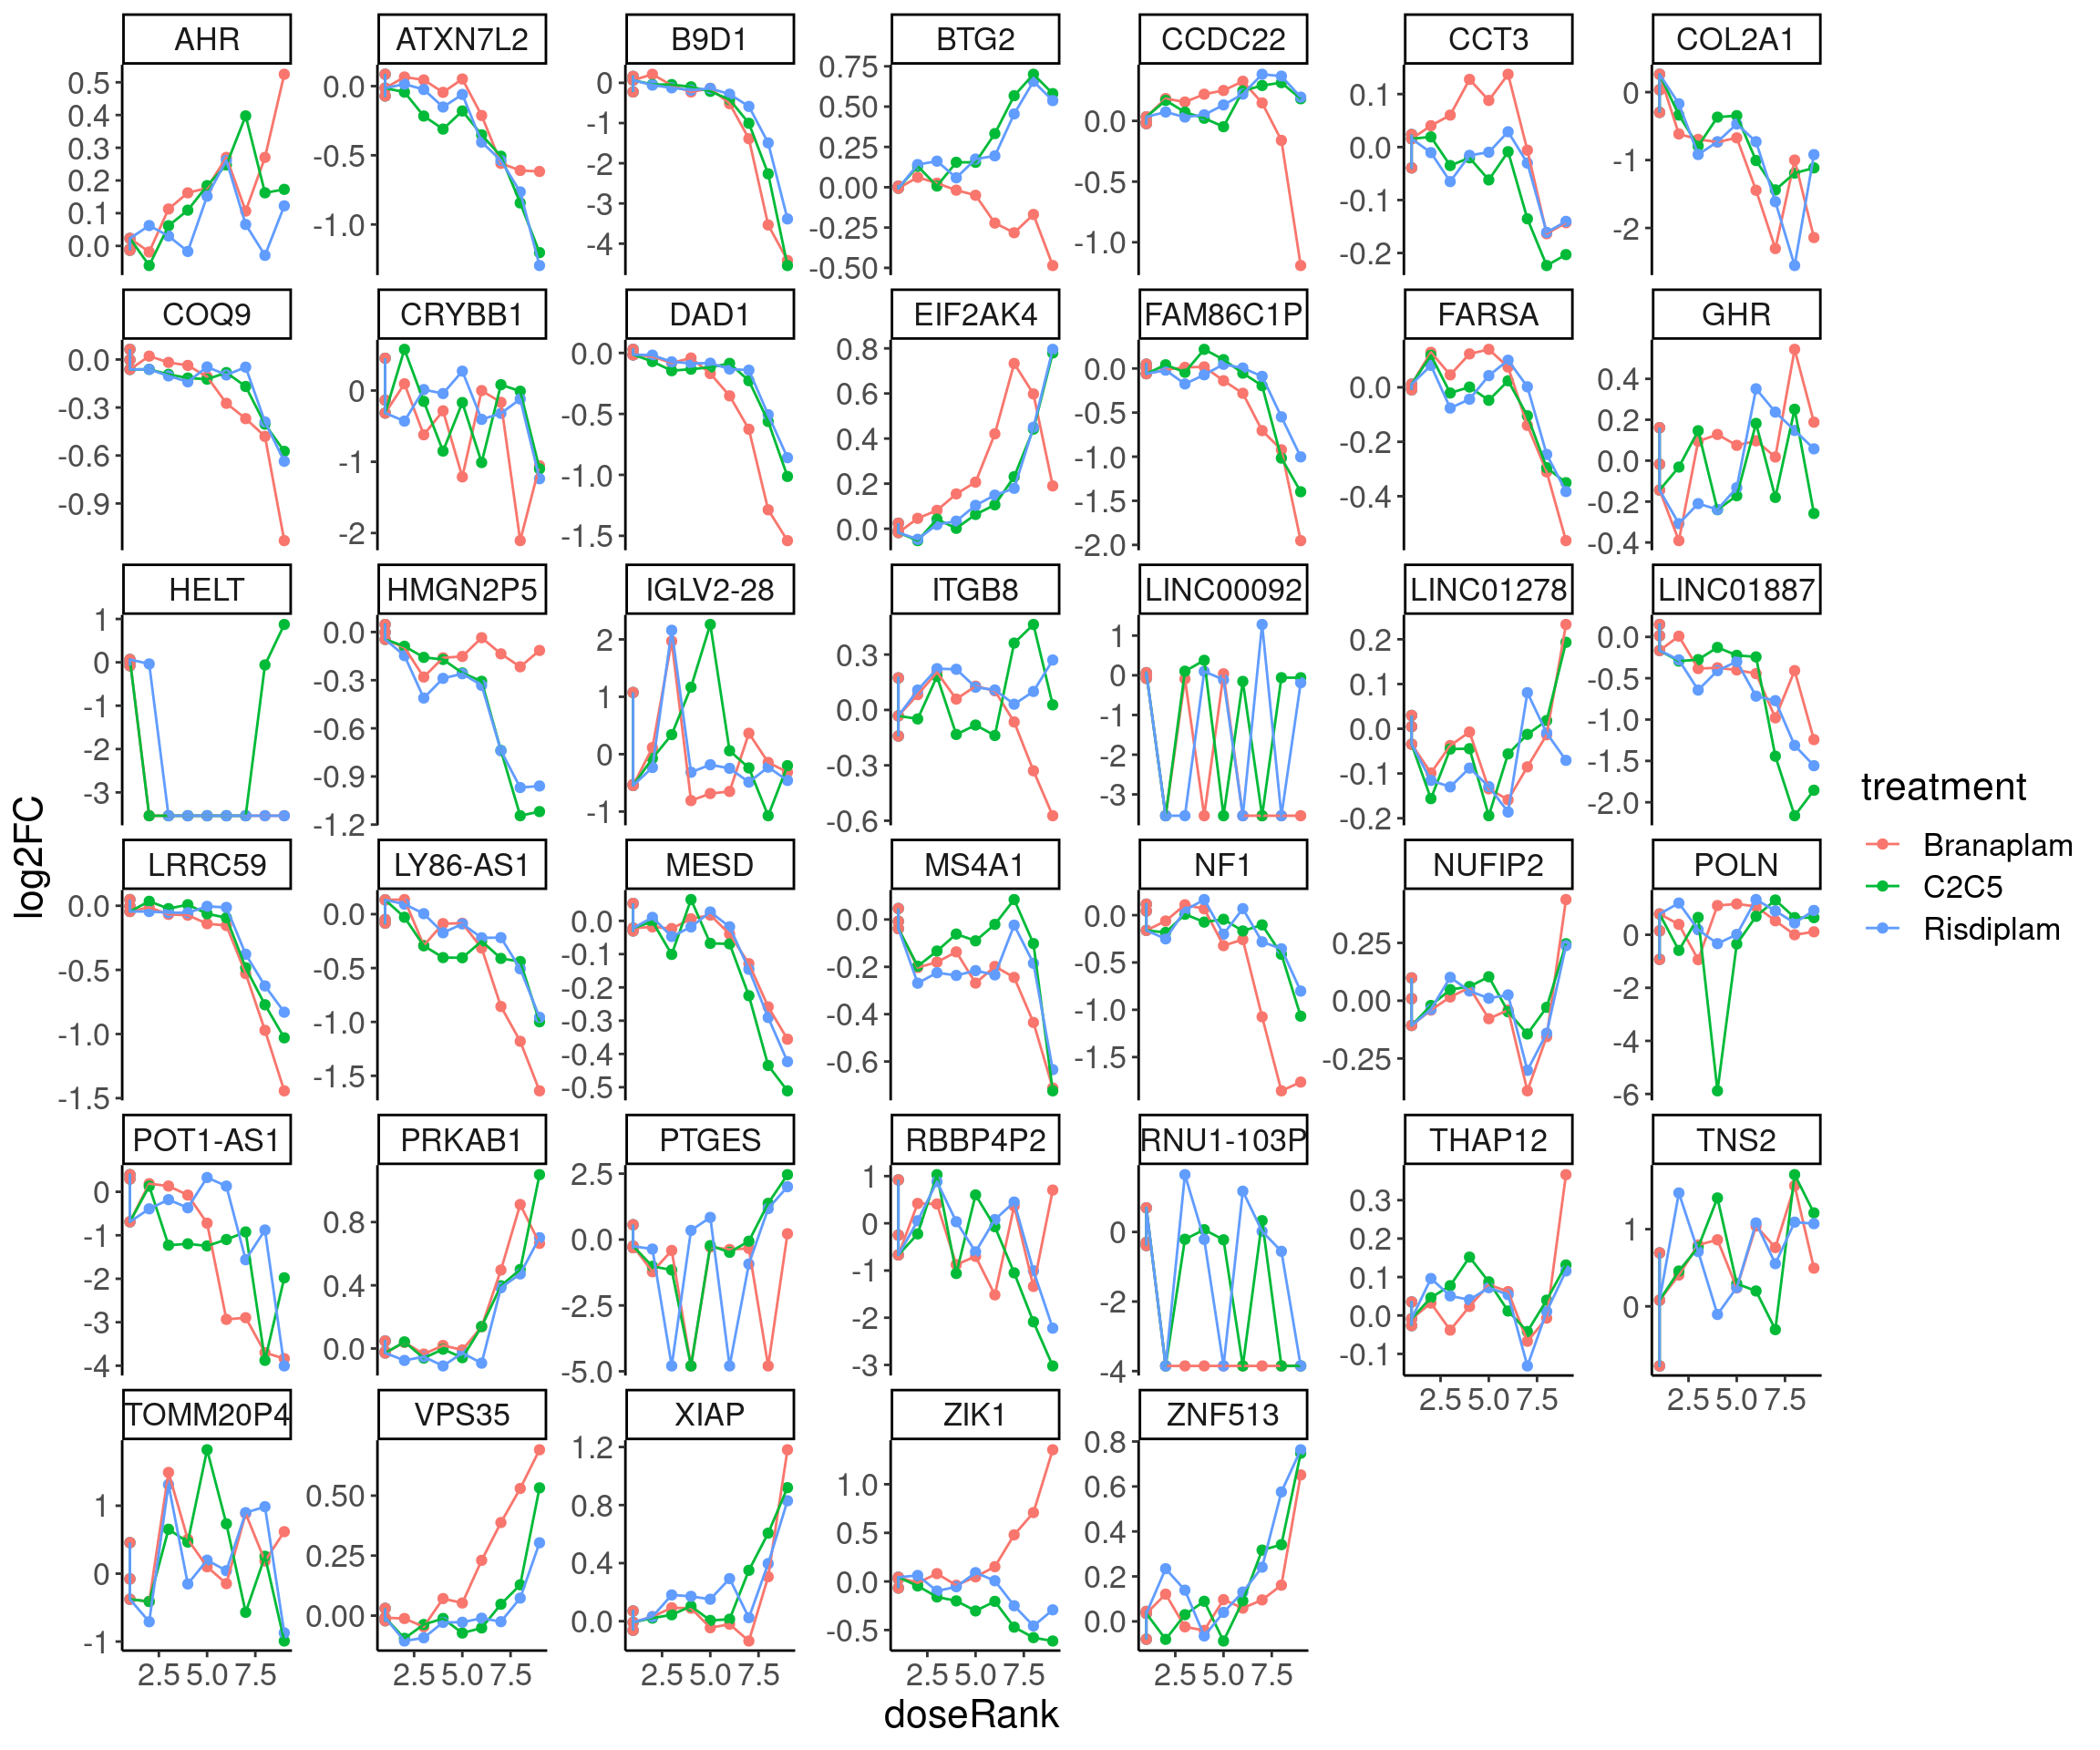 AHR ATXN7L2 B9D1 BTG2 CCDC22 CCT3 COL2A1
0.5 0.4 0.3 0.2 0.1 0.0
0.0 -0.5 -1.0
0 -1 -2 -3 -4
0.75 0.50 0.25 0.00 -0.25 -0.50
0.0 -0.5 -1.0
0.1 0.0 -0.1 -0.2
0 -1 -2
COQ9 CRYBB1 DAD1 EIF2AK4 FAM86C1P FARSA GHR
0.0 -0.3 -0.6 -0.9
0 -1 -2
0.0 -0.5 -1.0 -1.5
0.8 0.6 0.4 0.2 0.0
0.0 -0.5 -1.0 -1.5 -2.0
0.0 -0.2 -0.4
0.4 0.2 0.0 -0.2 -0.4
HELT HMGN2P5 IGLV2-28 ITGB8 LINC00092 LINC01278 LINC01887
1 0 -1 -2 -3
0.0 -0.3 -0.6 -0.9 -1.2
2 1 0 -1
0.3 0.0 -0.3 -0.6
1 0 -1 -2 -3
0.2 0.1 0.0 -0.1 -0.2
0.0 -0.5 -1.0 -1.5 -2.0
LRRC59 LY86-AS1 MESD MS4A1 NF1 NUFIP2 POLN
0.0 -0.5 -1.0 -1.5
0.0 -0.5 -1.0 -1.5
0.0 -0.1 -0.2 -0.3 -0.4 -0.5
0.0 -0.2 -0.4 -0.6
0.0 -0.5 -1.0 -1.5
0.25 0.00 -0.25
0 -2 -4 -6
POT1-AS1 PRKAB1 PTGES RBBP4P2 RNU1-103P THAP12 TNS2
0 -1 -2 -3 -4
0.8 0.4 0.0
2.5 0.0 -2.5 -5.0
1 0 -1 -2 -3
0 -2 -4
0.3 0.2 0.1 0.0 -0.1
1 0
2.5 5.0 7.5 2.5 5.0 7.5
TOMM20P4 VPS35 XIAP ZIK1 ZNF513
1 0 -1
0.50 0.25 0.00
1.2 0.8 0.4 0.0
1.0 0.5 0.0 -0.5
0.8 0.6 0.4 0.2 0.0
2.5 5.0 7.5 2.5 5.0 7.5 2.5 5.0 7.5 2.5 5.0 7.5 2.5 5.0 7.5
doseRank
log2FC
treatment
Branaplam
C2C5
Risdiplam